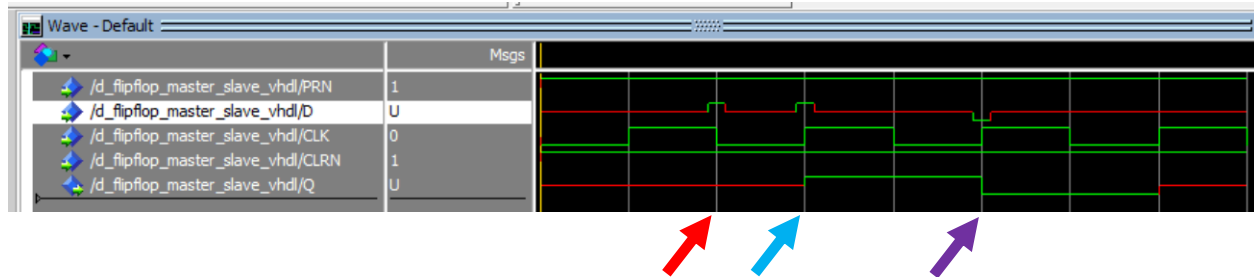 Wave - Default
Msgs
/d_flipflop_master_slave_vhdl/PRN 1
/d_flipflop_master_slave_vhdl/D U
/d_flipflop_master_slave_vhdl/CLK 0
/d_flipflop_master_slave_vhdl/CLRN 1
/d_flipflop_master_slave_vhdl/Q U